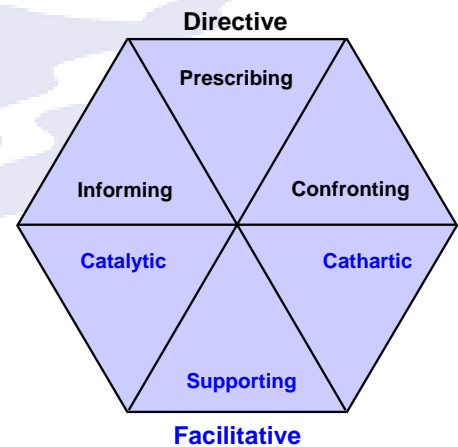 Directive
Prescribing
Informing
Confronting
Catalytic
Cathartic
Supporting
Facilitative